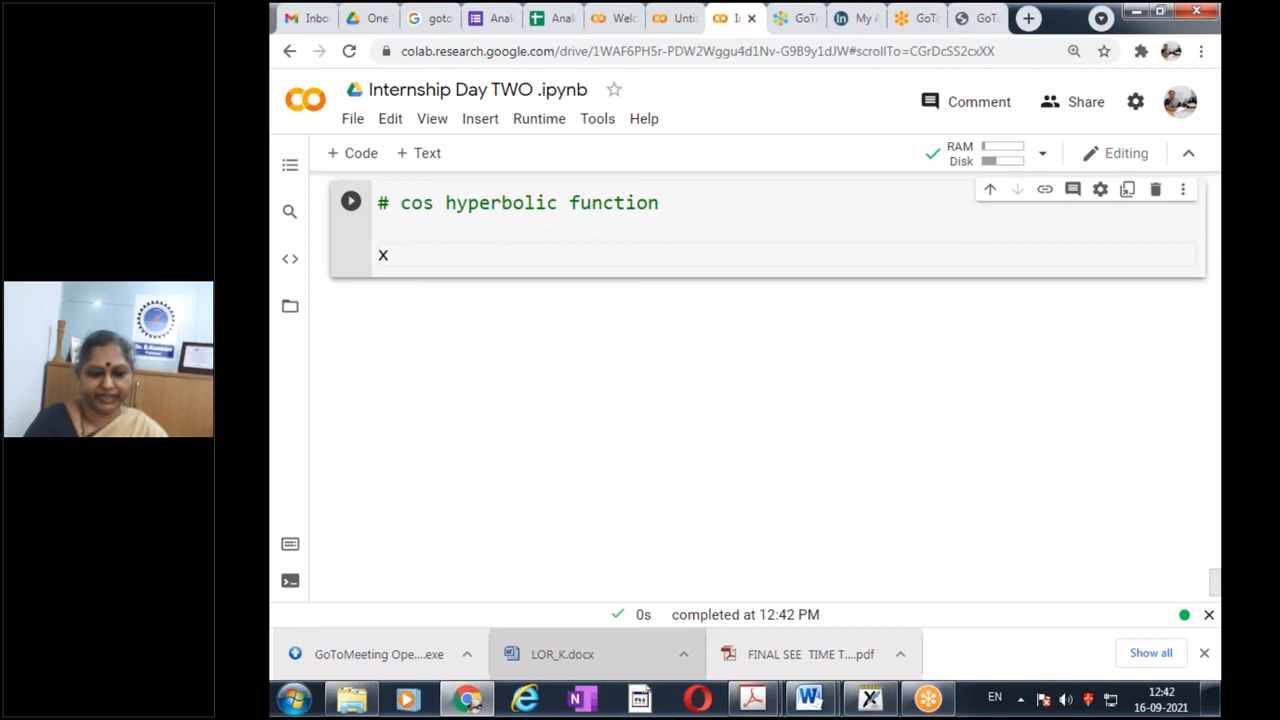 Inbo
One
goto
Anal
Anal
Welc
Unti
I
GoT
My A
GoT
GoT
colab.research.google.com/drive/1WAF6PH5r-PDW2Wggu4d1Nv-G9B9y1dJW#scrollTo=CGrDcSS2cxXX
Internship Day TWO .ipynb
Comment
Share
File Edit View Insert Runtime Tools Help
+ Code + Text
RAM
Disk
Editing
# cos hyperbolic function
x
0s completed at 12:42 PM
GoToMeeting Ope....exe
LOR_K.docx
FINAL SEE TIME T....pdf
Show all
EN
12:42
16-09-2021